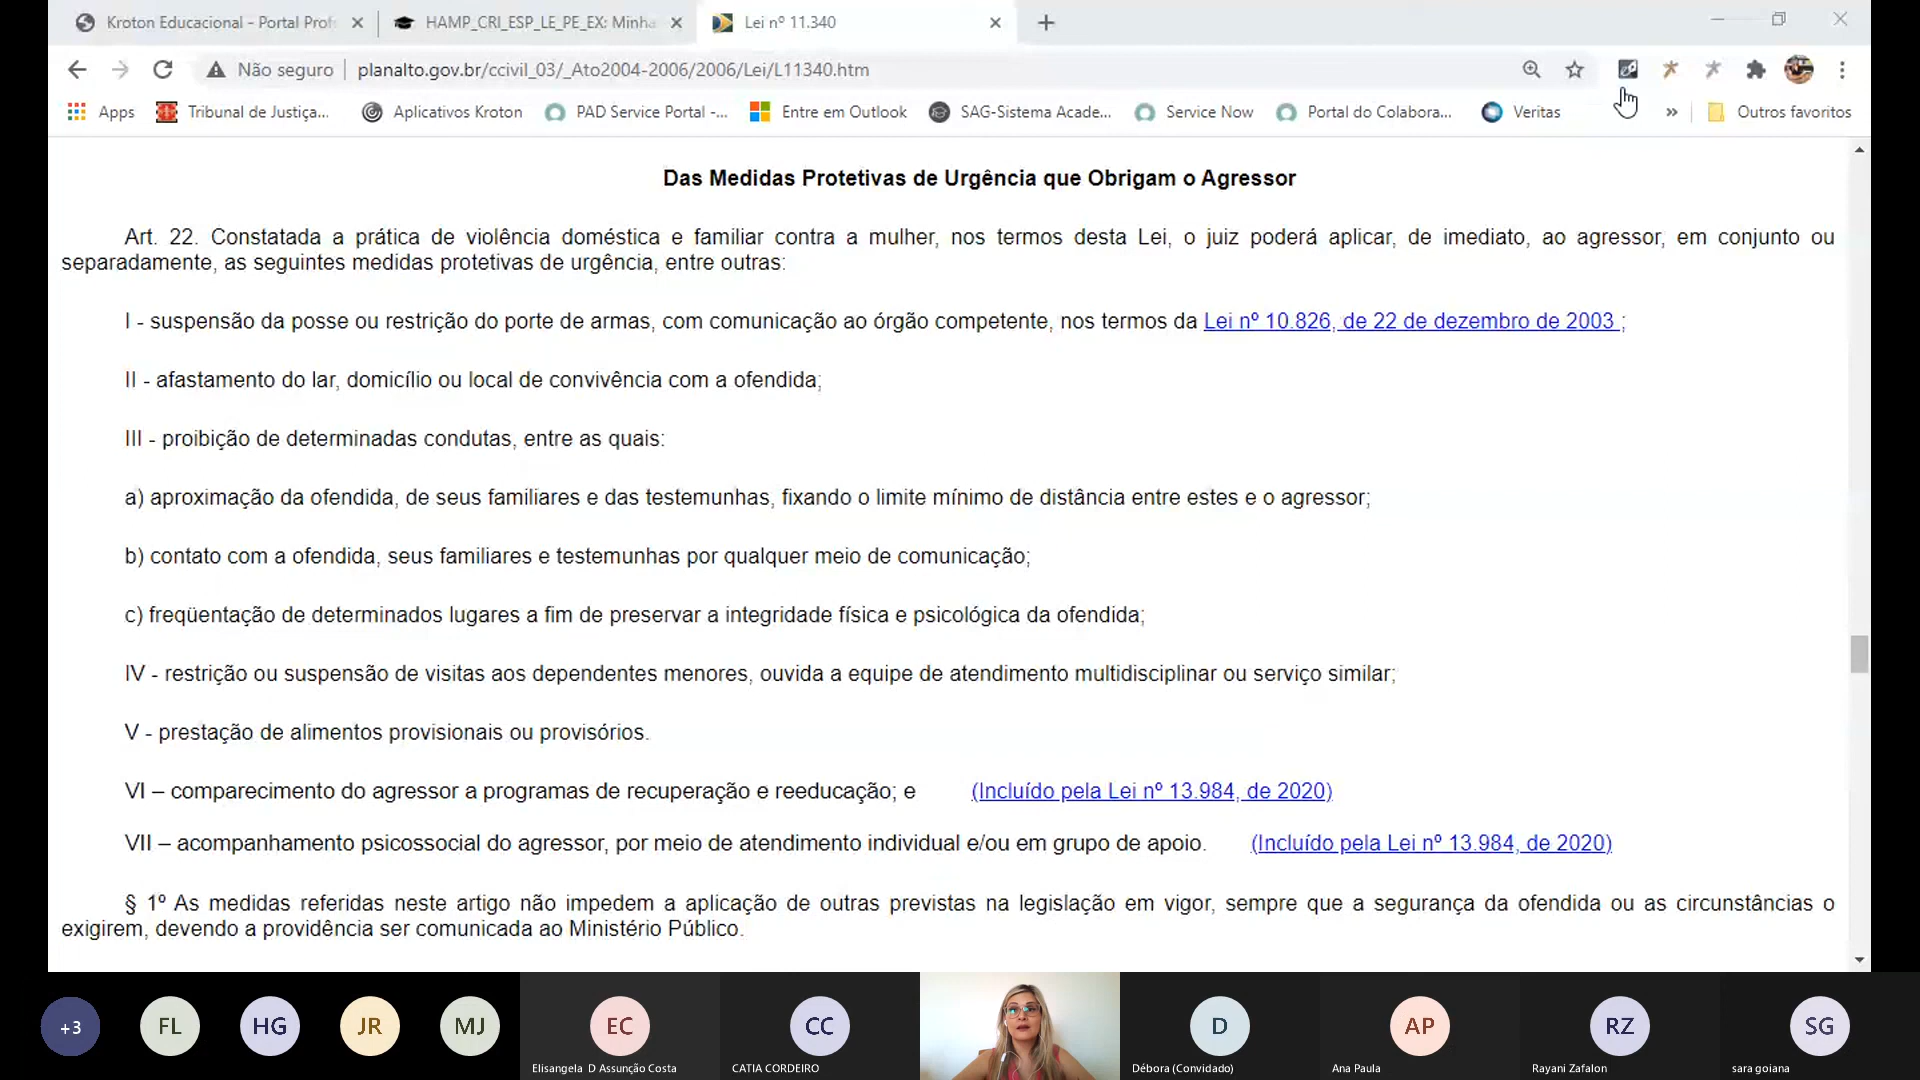 Kroton Educacional - Portal Prof
HAMP_CRI_ESP_LE_PE_EX: Minha
Lei nº 11.340
Não seguro
planalto.gov.br/ccivil_03/_Ato2004-2006/2006/Lei/L11340.htm
Apps
Tribunal de Justiça...
Aplicativos Kroton
PAD Service Portal -...
Entre em Outlook
SAG-Sistema Acade...
Service Now
Portal do Colabora...
Veritas
»
Outros favoritos
Das Medidas Protetivas de Urgência que Obrigam o Agressor
Art. 22. Constatada a prática de violência doméstica e familiar contra a mulher, nos termos desta Lei, o juiz poderá aplicar, de imediato, ao agressor, em conjunto ou
separadamente, as seguintes medidas protetivas de urgência, entre outras:
I - suspensão da posse ou restrição do porte de armas, com comunicação ao órgão competente, nos termos da Lei nº 10.826, de 22 de dezembro de 2003 ;
II - afastamento do lar, domicílio ou local de convivência com a ofendida;
III - proibição de determinadas condutas, entre as quais:
a) aproximação da ofendida, de seus familiares e das testemunhas, fixando o limite mínimo de distância entre estes e o agressor;
b) contato com a ofendida, seus familiares e testemunhas por qualquer meio de comunicação;
c) freqüentação de determinados lugares a fim de preservar a integridade física e psicológica da ofendida;
IV - restrição ou suspensão de visitas aos dependentes menores, ouvida a equipe de atendimento multidisciplinar ou serviço similar;
V - prestação de alimentos provisionais ou provisórios.
VI – comparecimento do agressor a programas de recuperação e reeducação; e (Incluído pela Lei nº 13.984, de 2020)
VII – acompanhamento psicossocial do agressor, por meio de atendimento individual e/ou em grupo de apoio. (Incluído pela Lei nº 13.984, de 2020)
§ 1º As medidas referidas neste artigo não impedem a aplicação de outras previstas na legislação em vigor, sempre que a segurança da ofendida ou as circunstâncias o
exigirem, devendo a providência ser comunicada ao Ministério Público.
+3
FL
HG
JR
MJ
EC
CC
D
AP
RZ
SG
Elisangela D Assunção Costa
CATIA CORDEIRO
Débora (Convidado)
Ana Paula
Rayani Zafalon
sara goiana